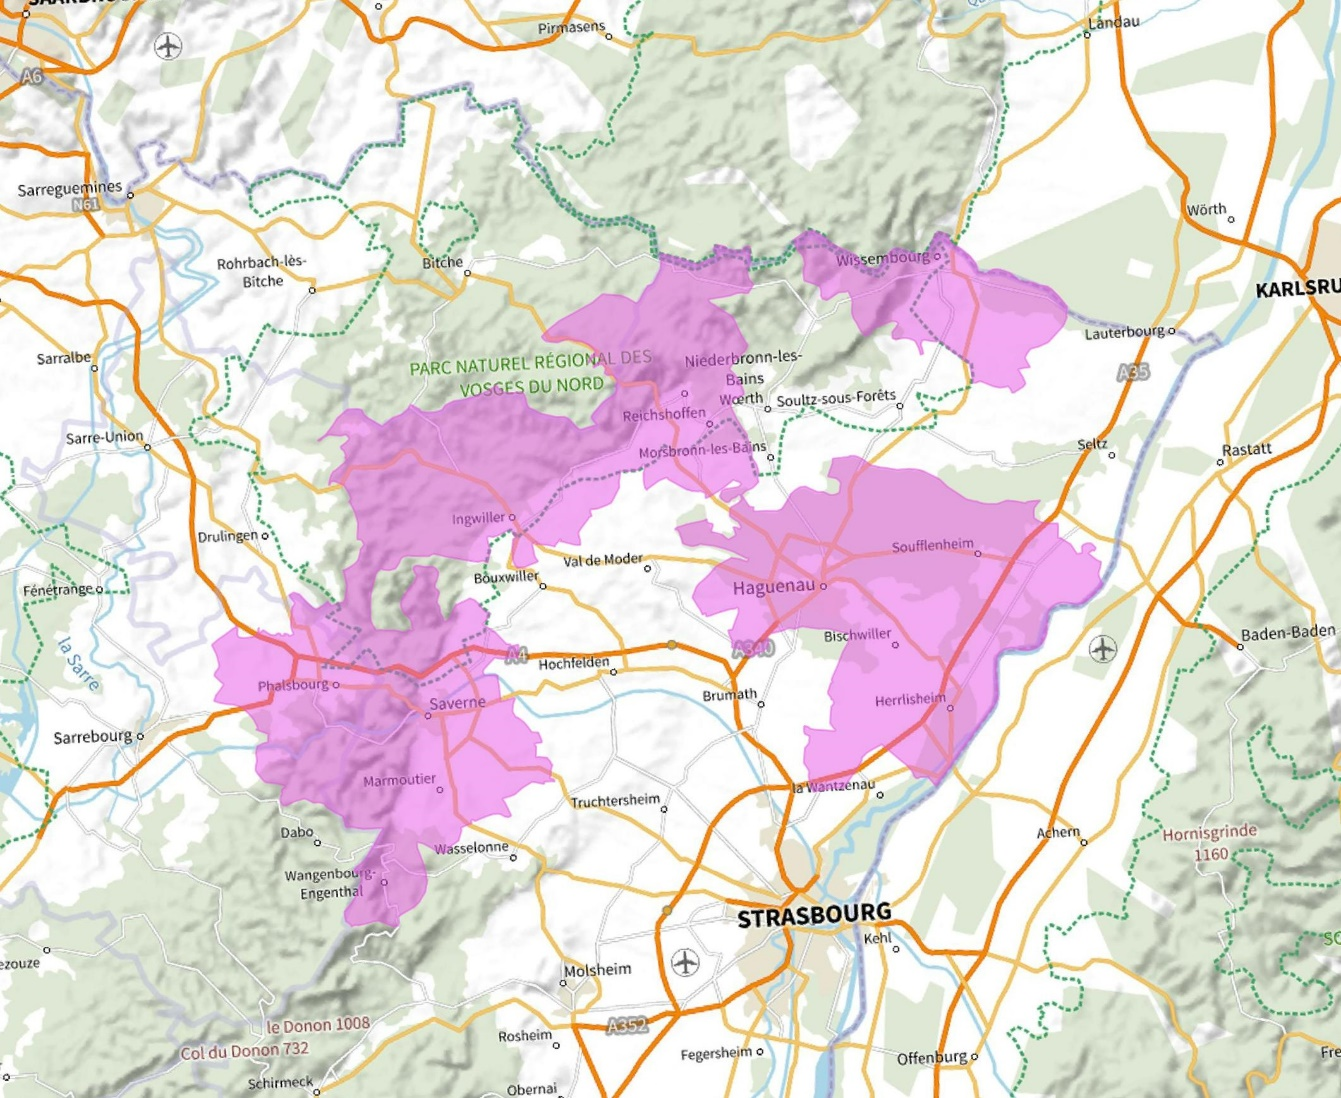 Pirmasens
Landau
A6
Sarreguemines
N61
Wörth
Rohrbach-lès-
Bitche
Bitche
Wissembourg
KARLSRU
Lauterbourg
Sarralbe
PARC NATUREL RÉGIONAL DES
VOSGES DU NORD
Niederbronn-les-
Bains
A35
Wœrth
Soultz-sous-Forêts
Reichshoffen
Sarre-Union
Morsbronn-les-Bains
Seltz
Rastatt
Ingwiller
Drulingen
Soufflenheim
Val de Moder
Bouxwiller
Haguenau
Fénétrange
la Sarre
Bischwiller
Baden-Baden
A4
A340
Hochfelden
Phalsbourg
Saverne
Brumath
Herrlisheim
Sarrebourg
Marmoutier
la Wantzenau
Truchtersheim
Dabo
Achern
Hornisgrinde
1160
Wasselonne
Wangenbourg-
Engenthal
STRASBOURG
Kehl
ezouze
Molsheim
le Donon 1008
A352
Rosheim
Col du Donon 732
Fegersheim
Offenburg
Fre
Schirmeck
Obernai